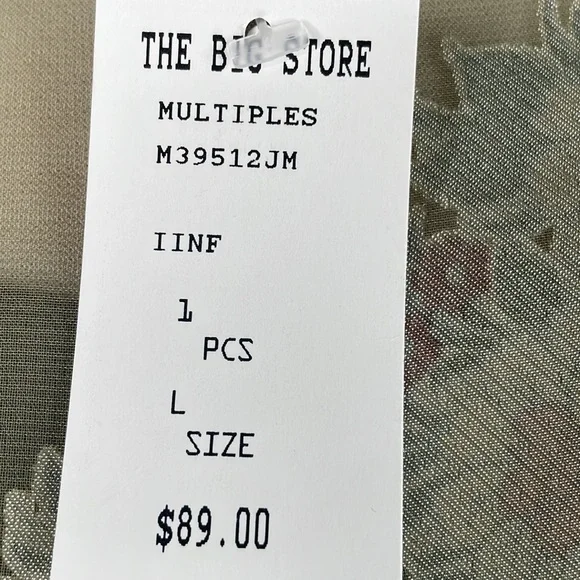 THE BIG STORE
MULTIPLES
M39512JM
IINF
1
PCS
L
SIZE
$89.00